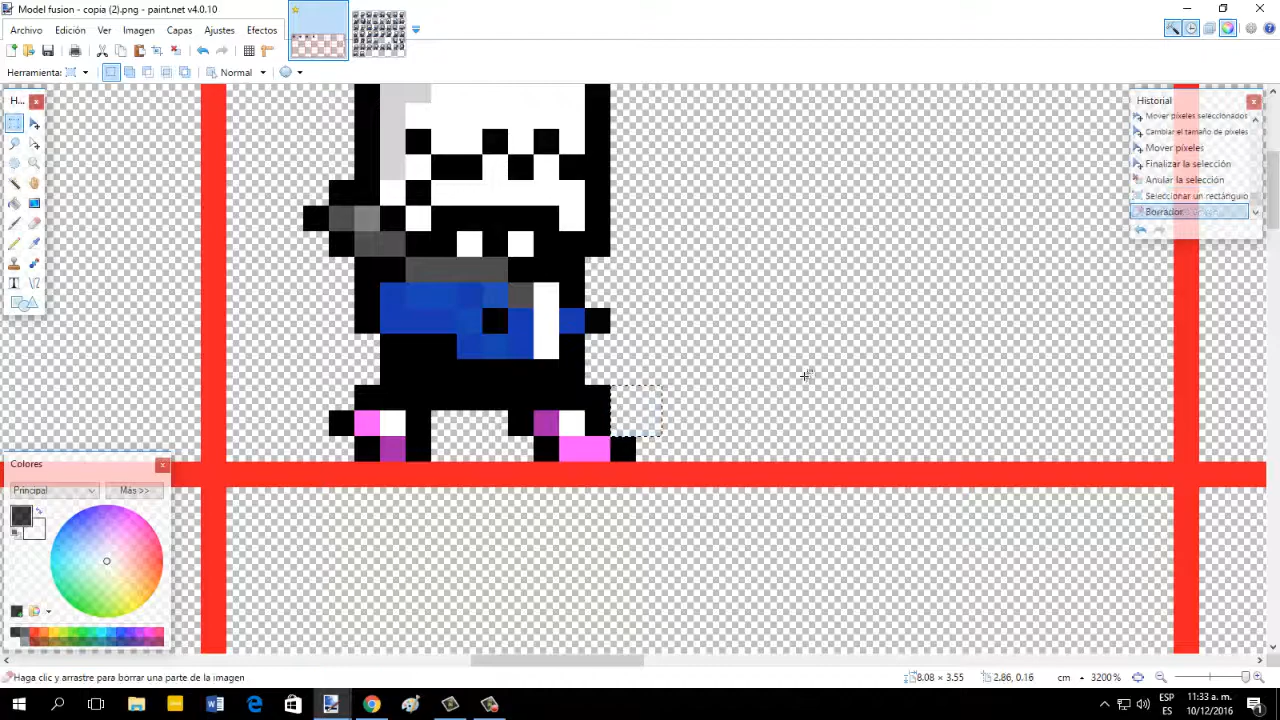 Model fusion - copia (2).png - paint.net v4.0.10
Archivo Edición Ver Imagen Capas Ajustes Efectos
Herramienta: Normal
H...
Historial
Mover píxeles seleccionados
Cambiar el tamaño de píxeles
Mover píxeles
Finalizar la selección
Anular la selección
Seleccionar un rectángulo
Borrador
Colores
Principal Más >>
Haga clic y arrastre para borrar una parte de la imagen 8.08 × 3.55 2.86, 0.16 cm 3200%
ESP 11:33 a. m.
ES 10/12/2016